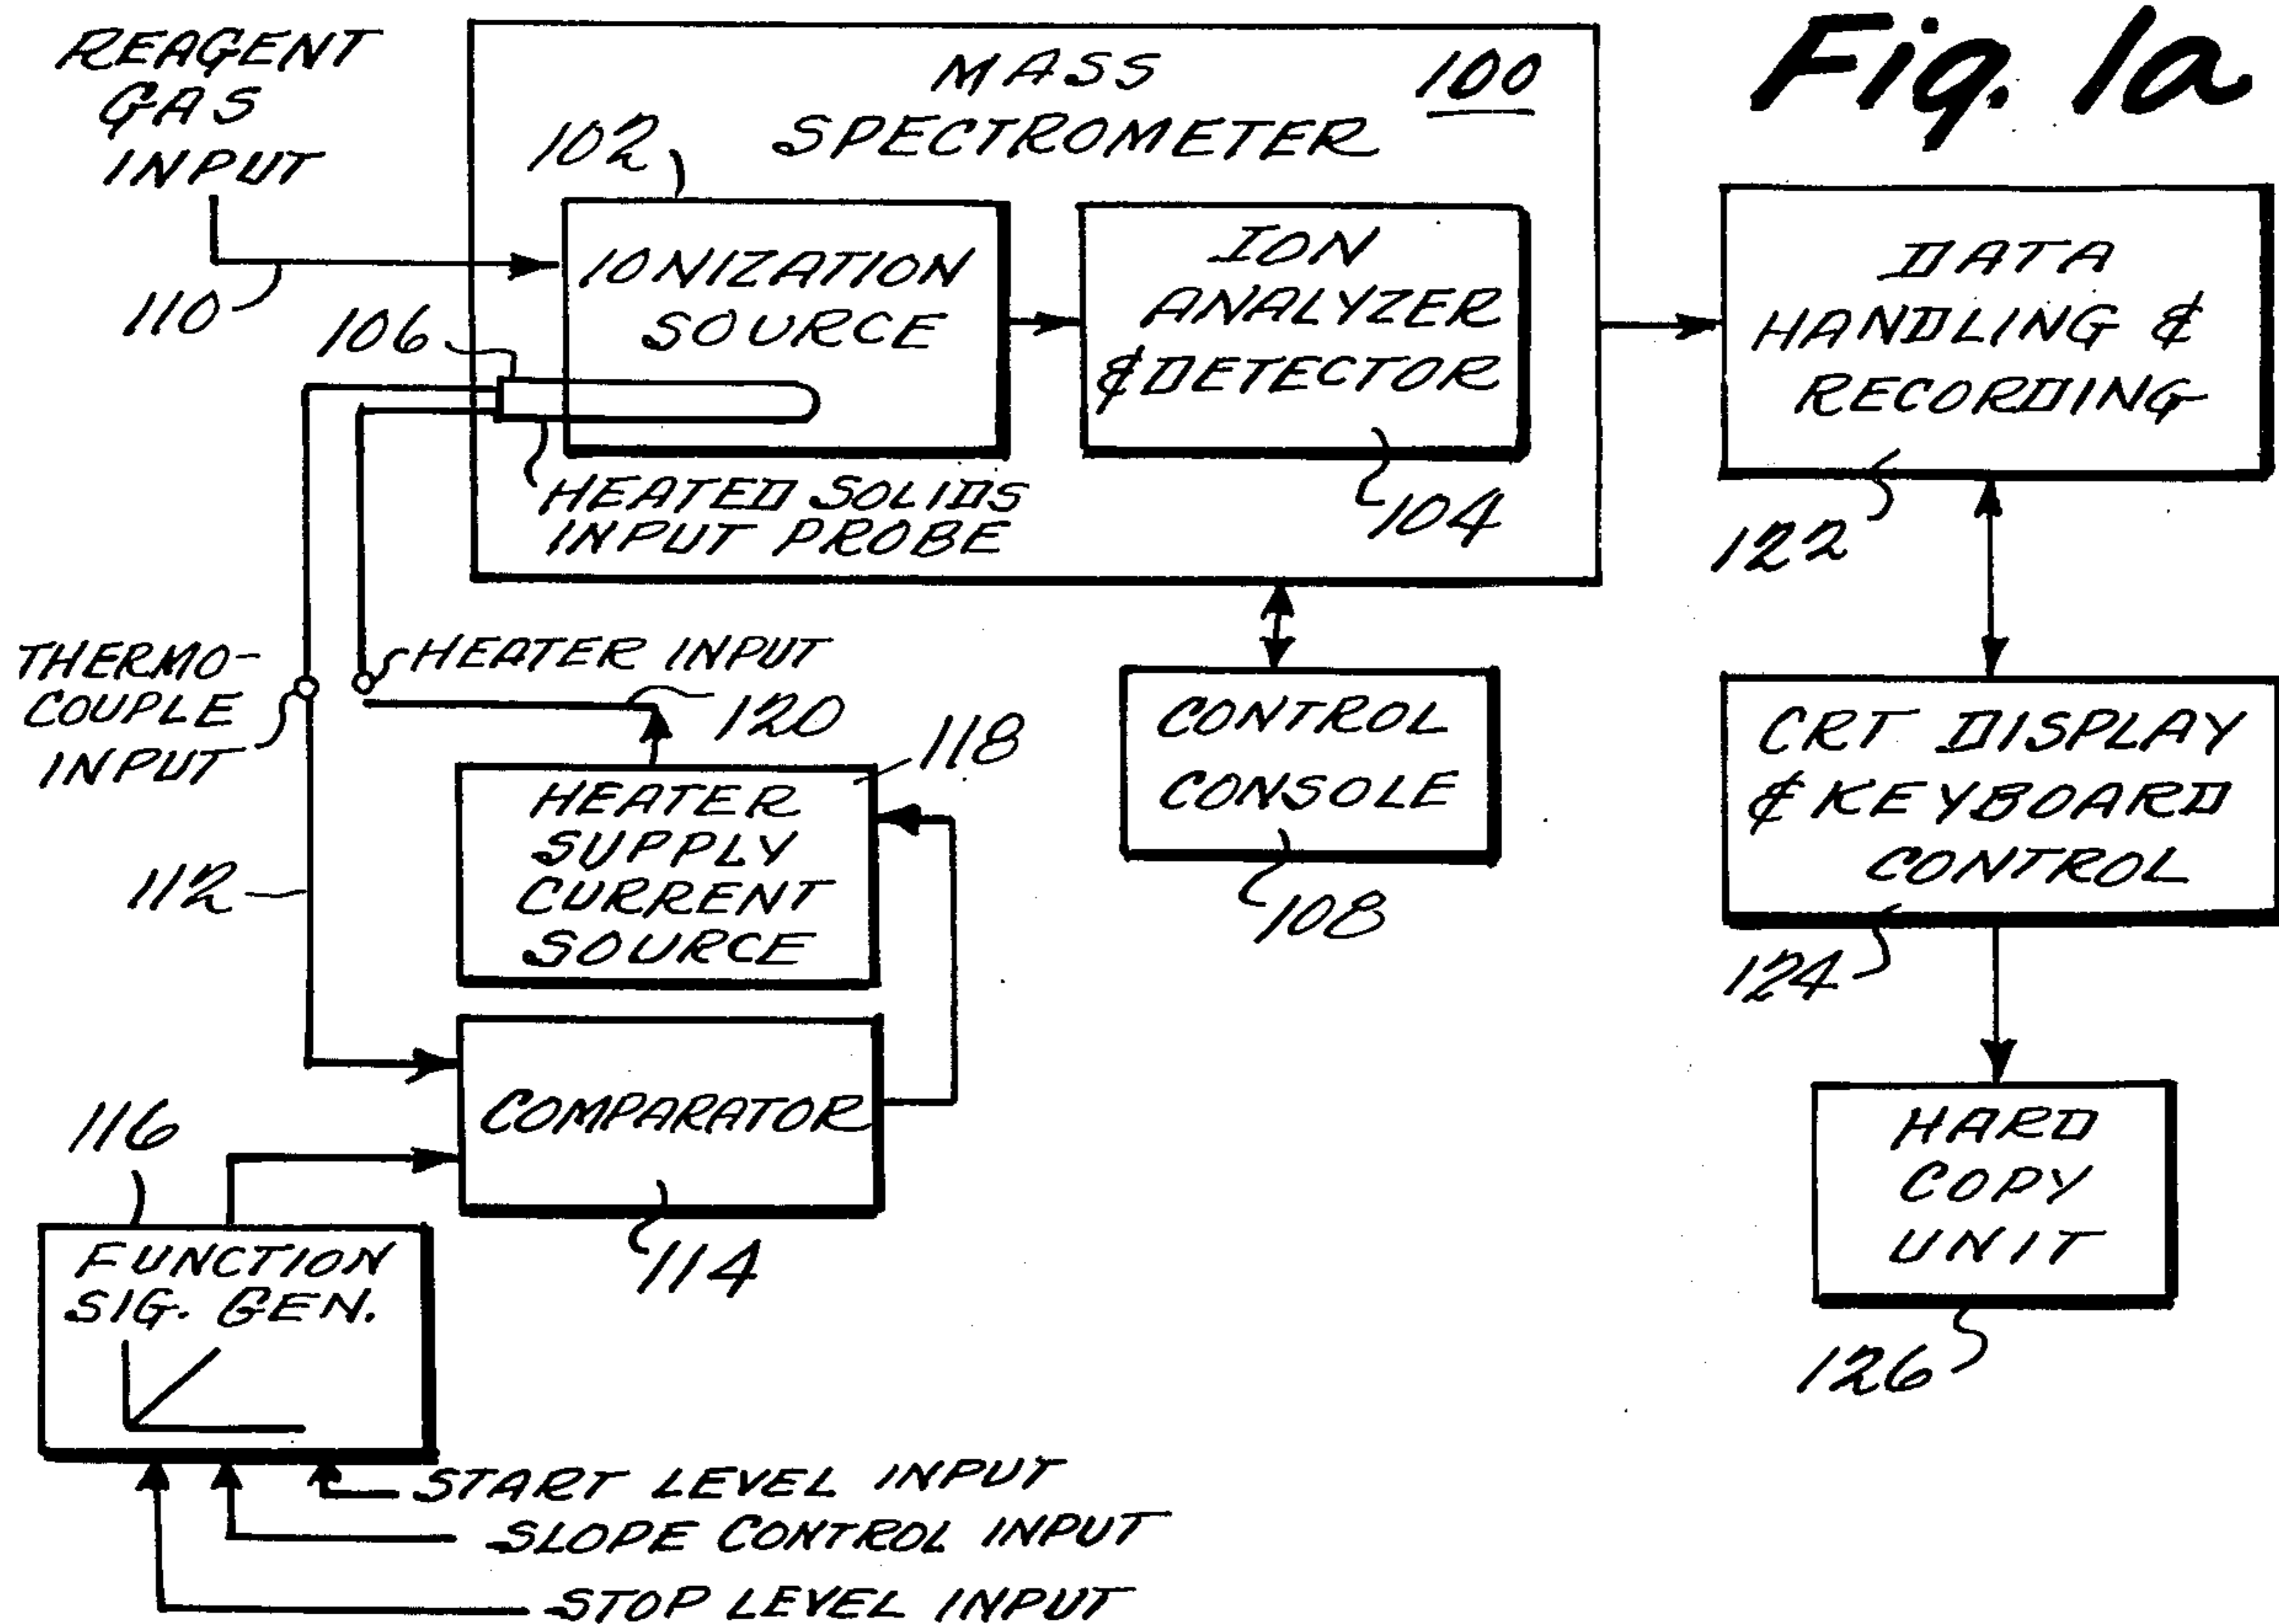 Fig. 1a
REAGENT
GAS
INPUT
110
MASS
SPECTROMETER
100
102
IONIZATION
SOURCE
106
HEATED SOLIDS
INPUT PROBE
ION
ANALYZER
& DETECTOR
104
DATA
HANDLING &
RECORDING
122
THERMO-
COUPLE
INPUT
HEATER INPUT
120
118
HEATER
SUPPLY
CURRENT
SOURCE
112
CONTROL
CONSOLE
108
CRT DISPLAY
& KEYBOARD
CONTROL
124
COMPARATOR
114
116
FUNCTION
SIG. GEN.
HARD
COPY
UNIT
126
START LEVEL INPUT
SLOPE CONTROL INPUT
STOP LEVEL INPUT